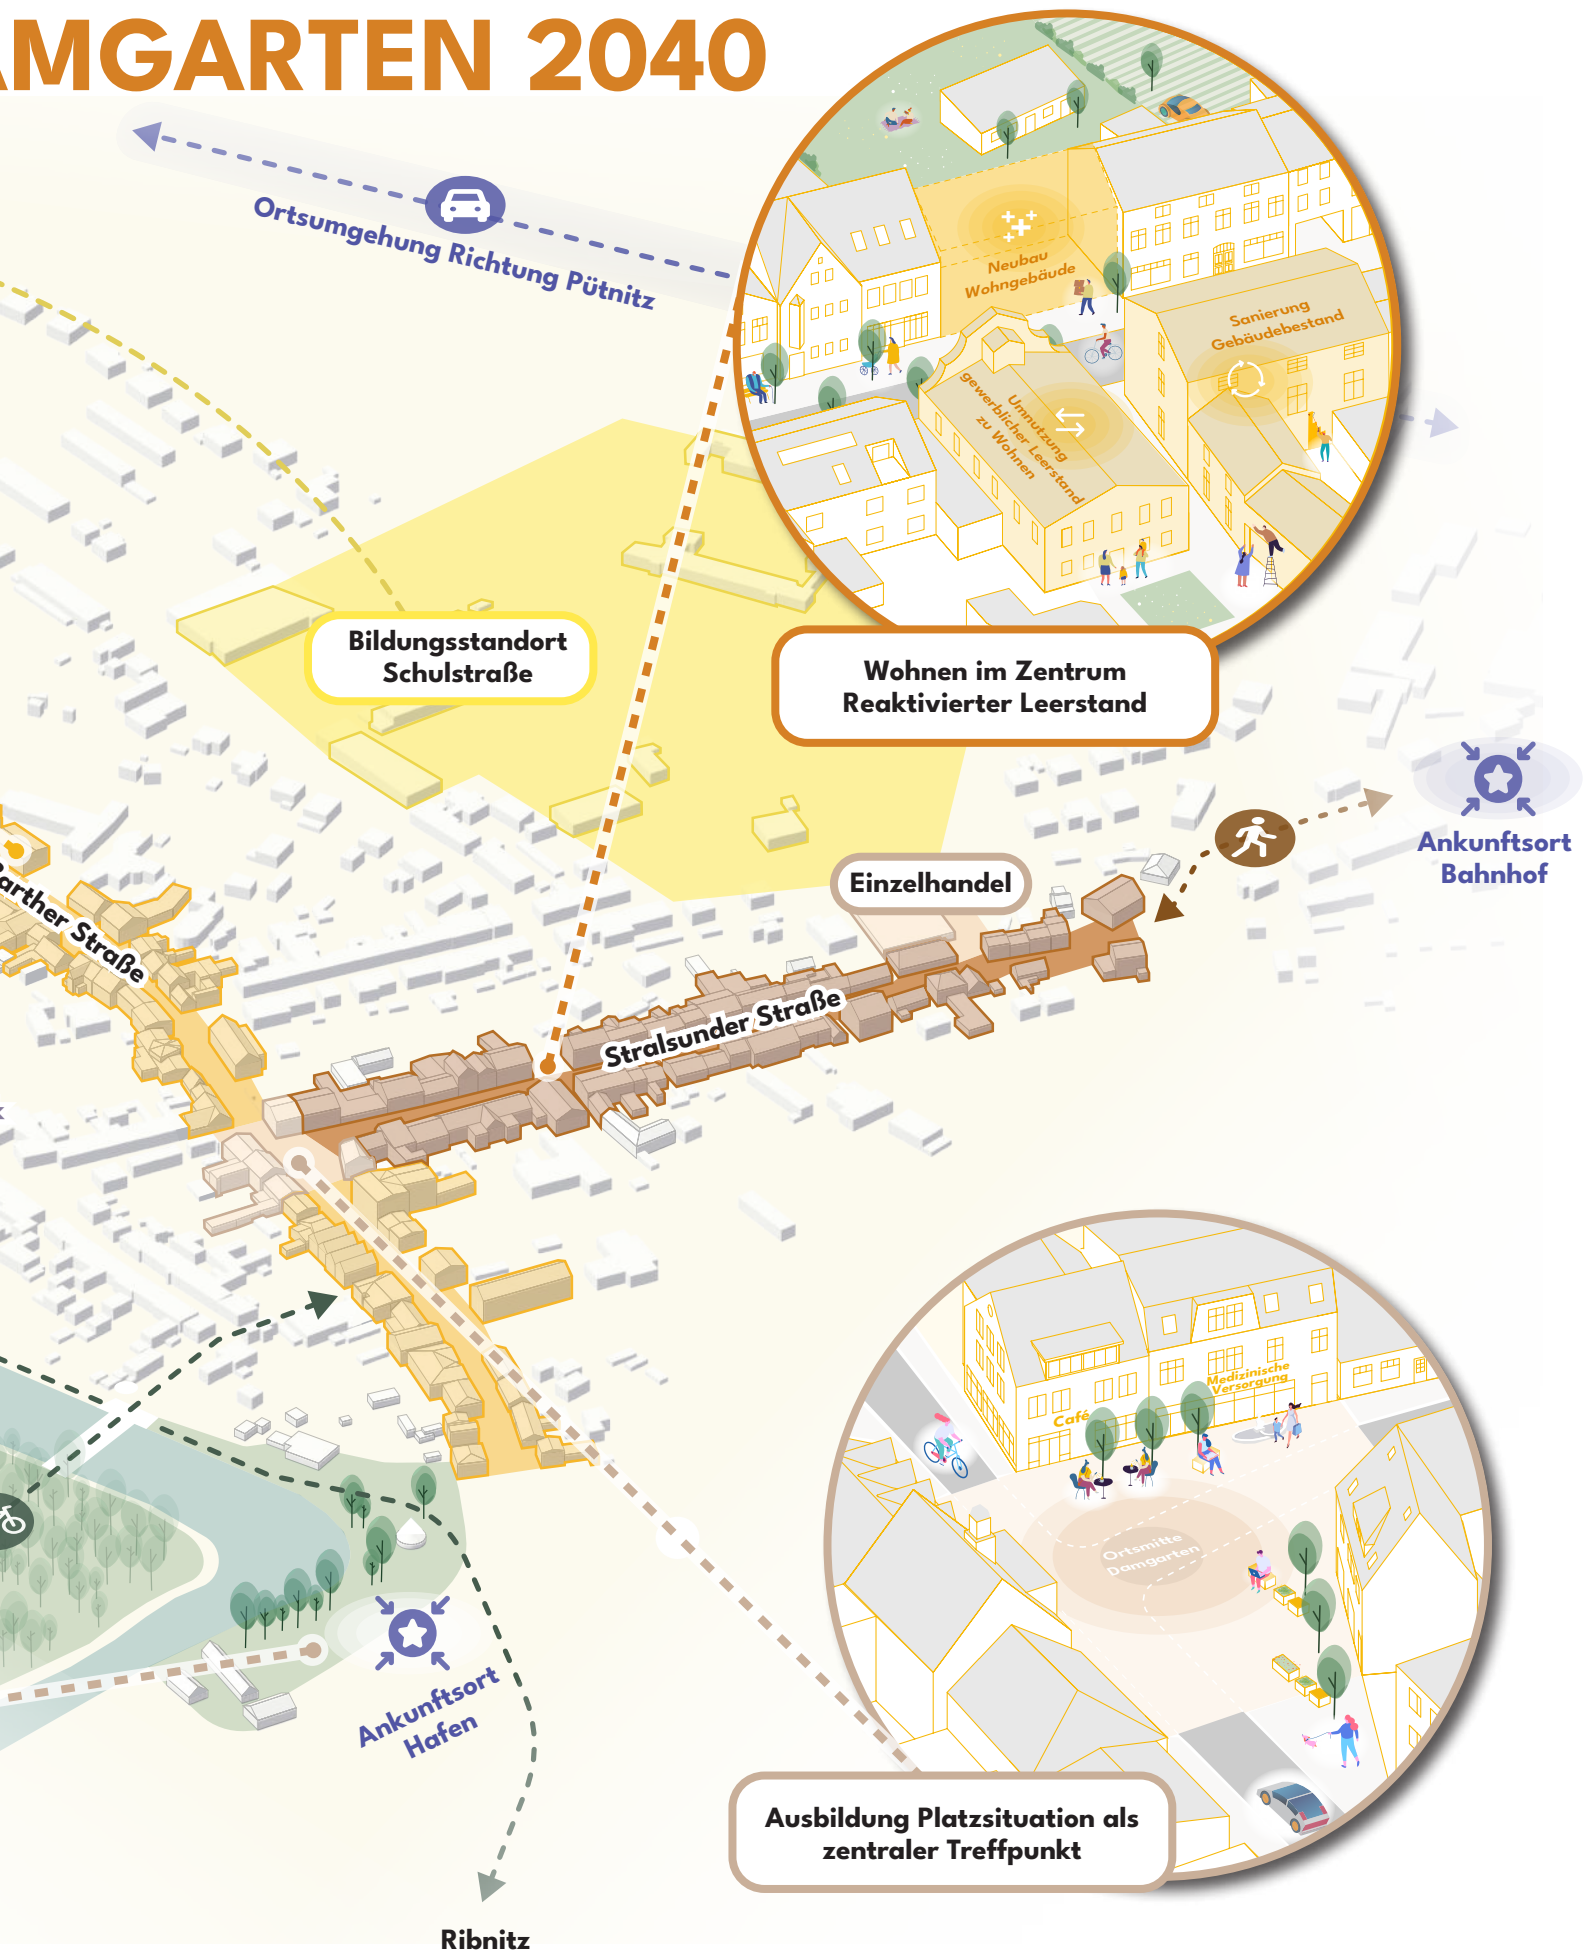 AMGARTEN 2040
Ortsumgehung Richtung Pütnitz
Neubau
Wohngebäude
Sanierung
Gebäudebestand
Umnutzung
gewerblicher Leerstand
zu Wohnen
Bildungsstandort
Schulstraße
Wohnen im Zentrum
Reaktivierter Leerstand
Ankunftsort
Bahnhof
Einzelhandel
Barther Straße
Stralsunder Straße
Medizinische
Versorgung
Café
Ortsmitte
Damgarten
Ankunftsort
Hafen
Ausbildung Platzsituation als
zentraler Treffpunkt
Ribnitz